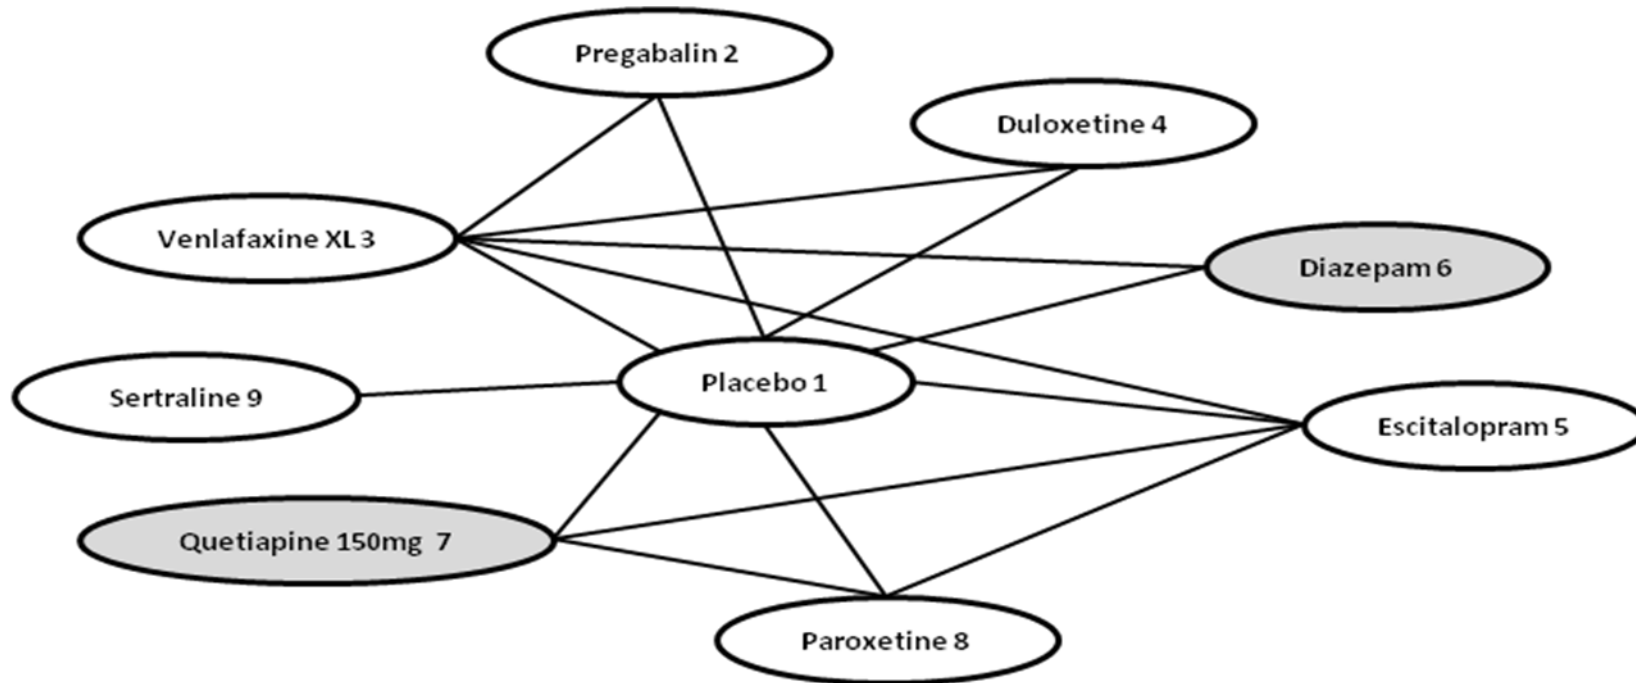 Pregabalin 2
Duloxetine 4
Venlafaxine XL 3
Diazepam 6
Placebo 1
Sertraline 9
Escitalopram 5
Quetiapine 150mg 7
Paroxetine 8